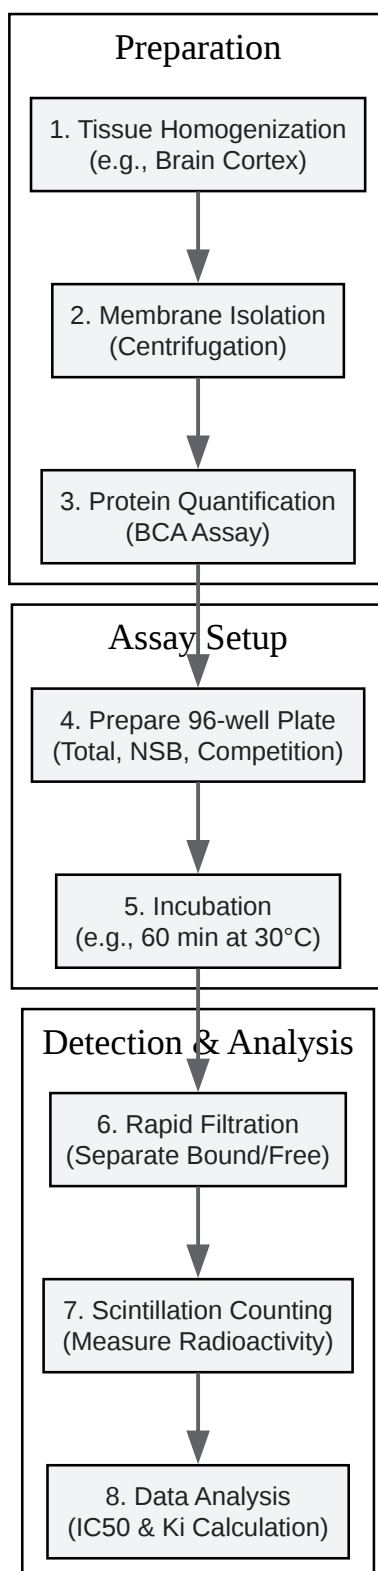 Preparation
1. Tissue Homogenization
(e.g., Brain Cortex)
2. Membrane Isolation
(Centrifugation)
3. Protein Quantification
(BCA Assay)
Assay Setup
4. Prepare 96-well Plate
(Total, NSB, Competition)
5. Incubation
(e.g., 60 min at 30°C)
Detection & Analysis
6. Rapid Filtration
(Separate Bound/Free)
7. Scintillation Counting
(Measure Radioactivity)
8. Data Analysis
(IC50 & Ki Calculation)